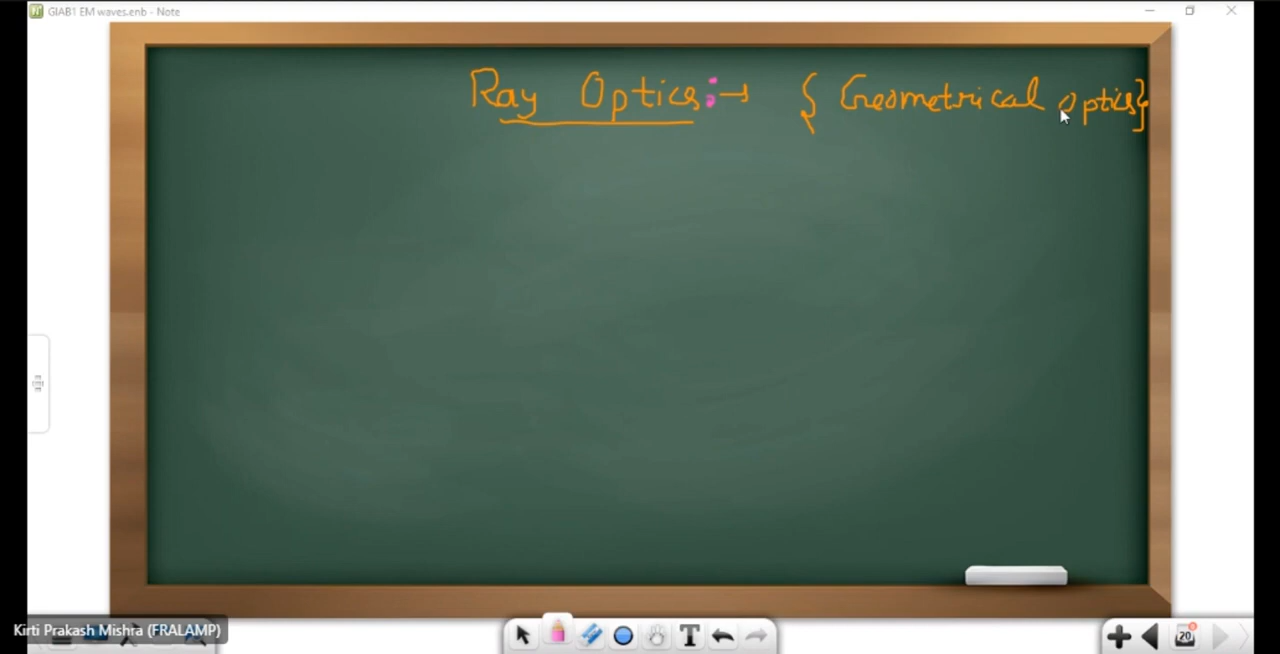 GIAB1 EM waves.enb - Note
Ray Optics :→ { Geometrical Optics}
Kirti Prakash Mishra (FRALAMP)
T
20